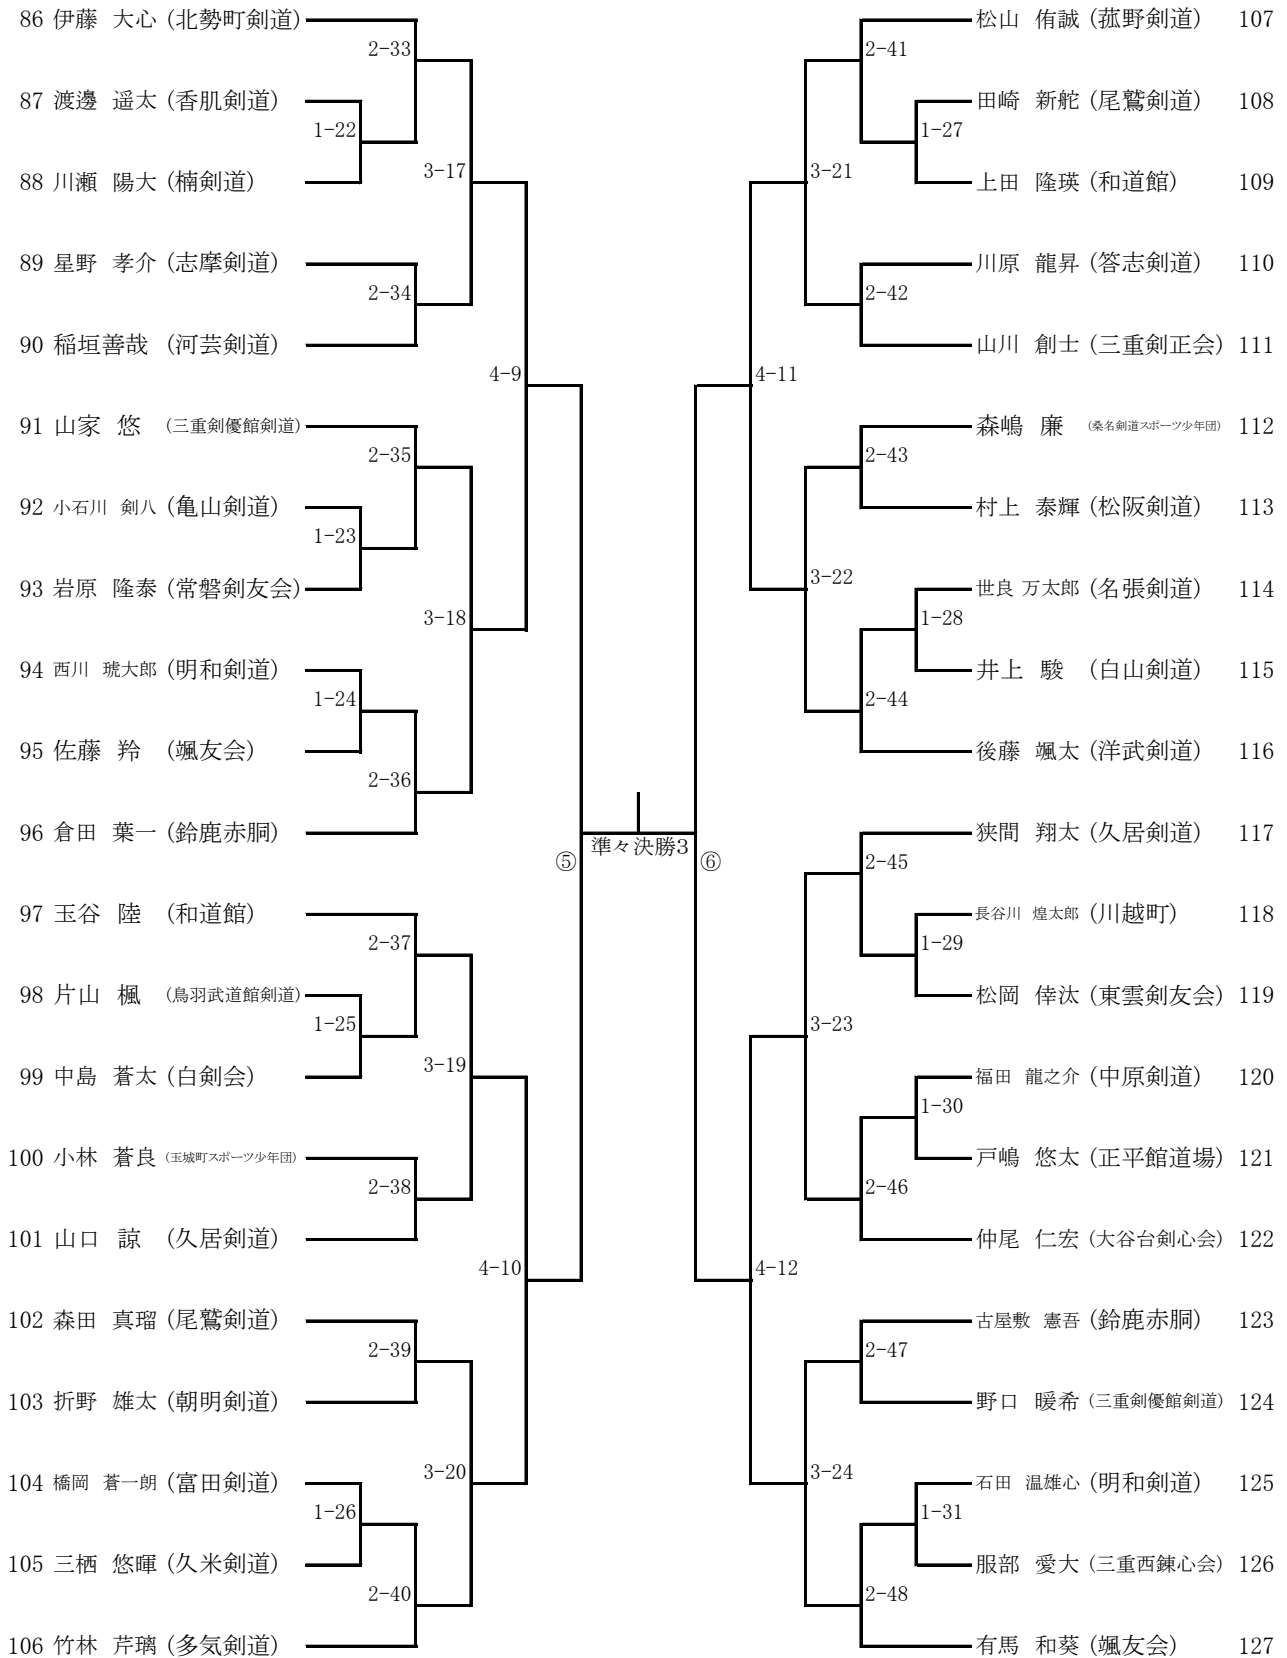 86 伊藤 大心 (北勢町剣道)
2-33
87 渡邊 遥太 (香肌剣道)
1-22
88 川瀬 陽大 (楠剣道)
3-17
89 星野 孝介 (志摩剣道)
2-34
90 稲垣善哉 (河芸剣道)
4-9
91 山家 悠 (三重剣優館剣道)
2-35
92 小石川 剣八 (亀山剣道)
1-23
93 岩原 隆泰 (常磐剣友会)
3-18
94 西川 琥大郎 (明和剣道)
1-24
95 佐藤 羚 (颯友会)
2-36
96 倉田 葉一 (鈴鹿赤胴)
⑤
97 玉谷 陸 (和道館)
2-37
98 片山 楓 (鳥羽武道館剣道)
1-25
99 中島 蒼太 (白剣会)
3-19
100 小林 蒼良 (玉城町スポーツ少年団)
2-38
101 山口 諒 (久居剣道)
4-10
102 森田 真瑠 (尾鷲剣道)
2-39
103 折野 雄太 (朝明剣道)
3-20
104 橋岡 蒼一朗 (富田剣道)
1-26
105 三栖 悠暉 (久米剣道)
2-40
106 竹林 芹璃 (多気剣道)
準々決勝3
松山 侑誠 (菰野剣道) 107
2-41
田崎 新舵 (尾鷲剣道) 108
1-27
上田 隆瑛 (和道館) 109
3-21
川原 龍昇 (答志剣道) 110
2-42
山川 創士 (三重剣正会) 111
4-11
森嶋 廉 (桑名剣道スポーツ少年団) 112
2-43
村上 泰輝 (松阪剣道) 113
3-22
世良 万太郎 (名張剣道) 114
1-28
井上 駿 (白山剣道) 115
2-44
後藤 颯太 (洋武剣道) 116
⑥
狭間 翔太 (久居剣道) 117
2-45
長谷川 煌太郎 (川越町) 118
1-29
松岡 倖汰 (東雲剣友会) 119
3-23
福田 龍之介 (中原剣道) 120
1-30
戸嶋 悠太 (正平館道場) 121
2-46
仲尾 仁宏 (大谷台剣心会) 122
4-12
古屋敷 憲吾 (鈴鹿赤胴) 123
2-47
野口 暖希 (三重剣優館剣道) 124
3-24
石田 温雄心 (明和剣道) 125
1-31
服部 愛大 (三重西錬心会) 126
2-48
有馬 和葵 (颯友会) 127